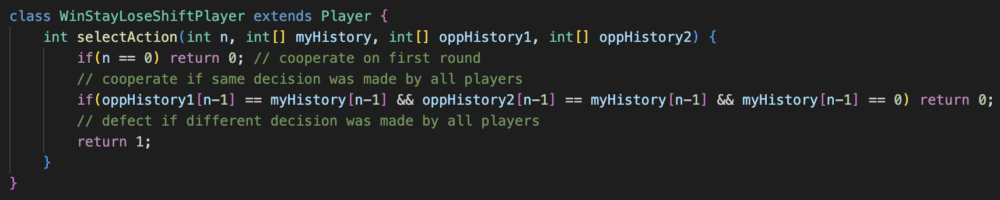 class WinStayLoseShiftPlayer extends Player {
    int selectAction(int n, int[] myHistory, int[] oppHistory1, int[] oppHistory2) {
        if(n == 0) return 0; // cooperate on first round
        // cooperate if same decision was made by all players
        if(oppHistory1[n-1] == myHistory[n-1] && oppHistory2[n-1] == myHistory[n-1] && myHistory[n-1] == 0) return 0;
        // defect if different decision was made by all players
        return 1;
    }
}